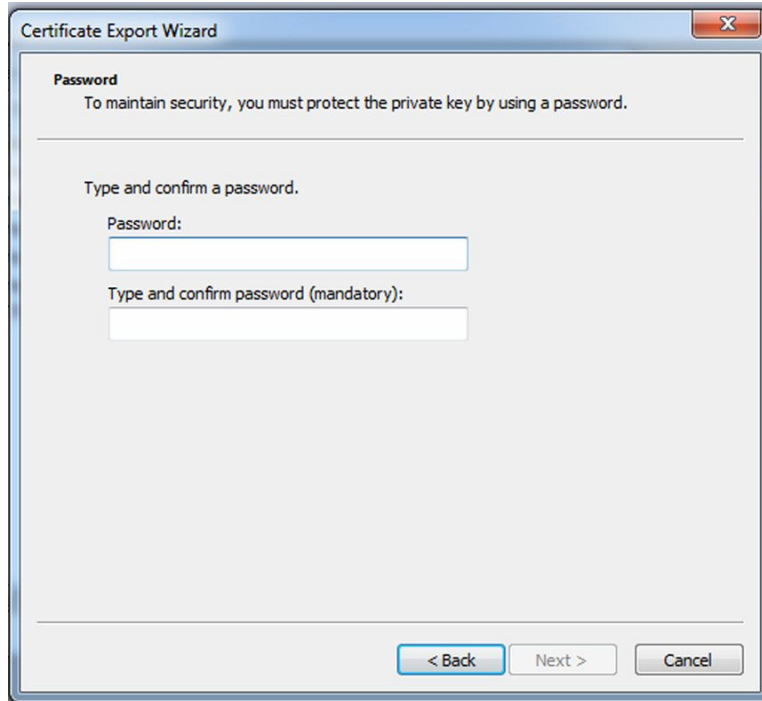 Certificate Export Wizard
Password
To maintain security, you must protect the private key by using a password.
Type and confirm a password.
Password:
Type and confirm password (mandatory):
< Back Next > Cancel